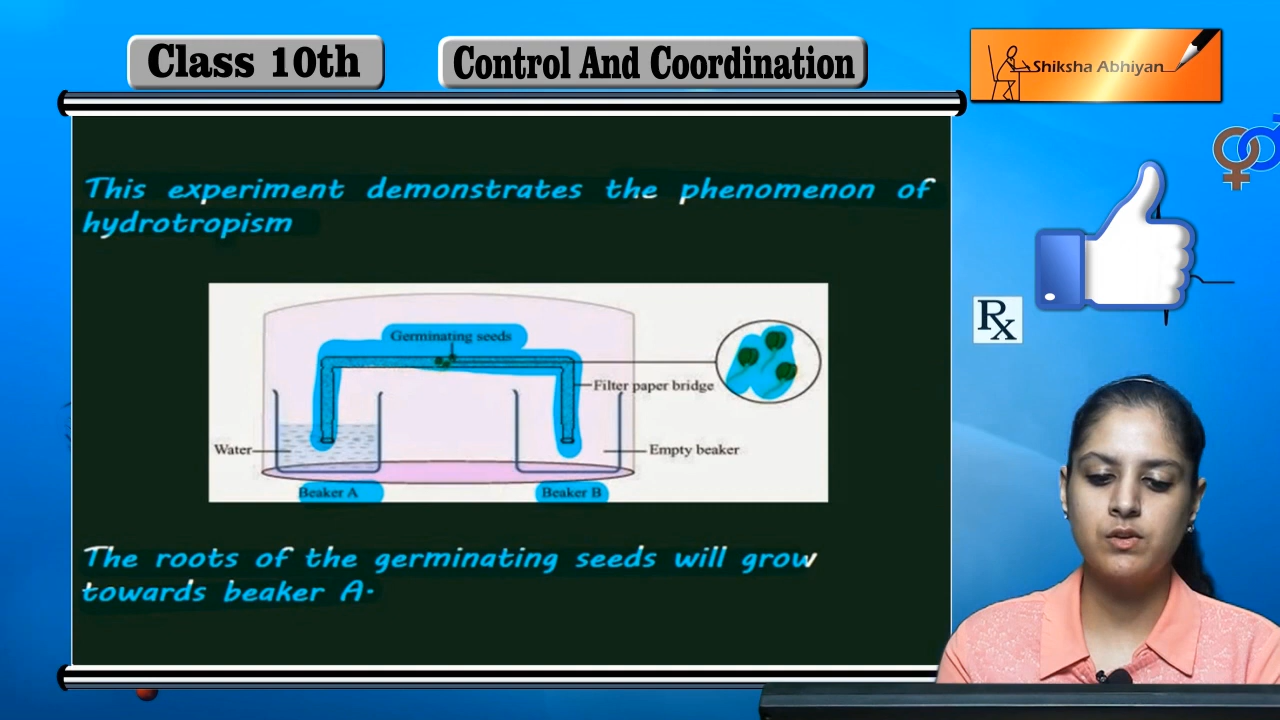 Class 10th
Control And Coordination
Shiksha Abhiyan
This experiment demonstrates the phenomenon of
hydrotropism
Rx
Germinating seeds
Filter paper bridge
Water
Empty beaker
Beaker A
Beaker B
The roots of the germinating seeds will grow
towards beaker A.